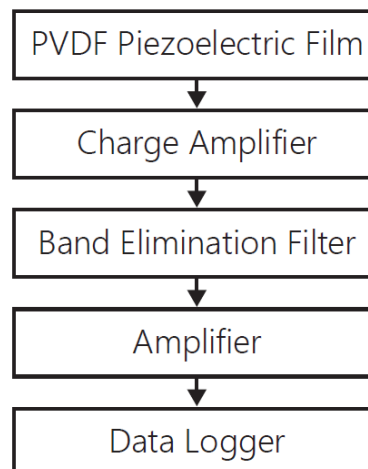 PVDF Piezoelectric Film
Charge Amplifier
Band Elimination Filter
Amplifier
Data Logger